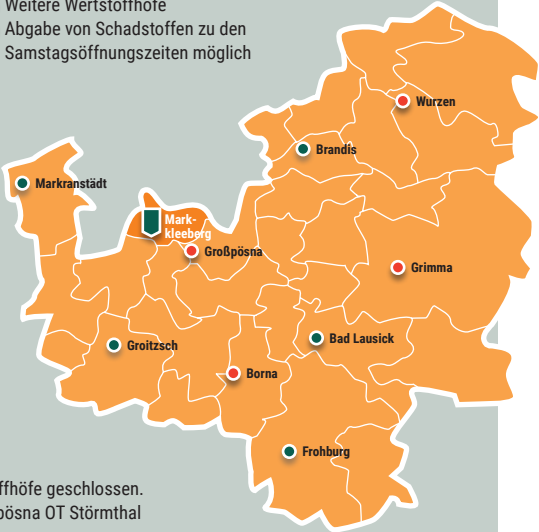 Weitere Wertstoffhöfe
Abgabe von Schadstoffen zu den
Samstagsöffnungszeiten möglich
Wurzen
Brandis
Markranstädt
Mark-
kleeberg
Großpösna
Grimma
Bad Lausick
Groitzsch
Borna
Frohburg
ffhöfe geschlossen.
pösna OT Störmthal